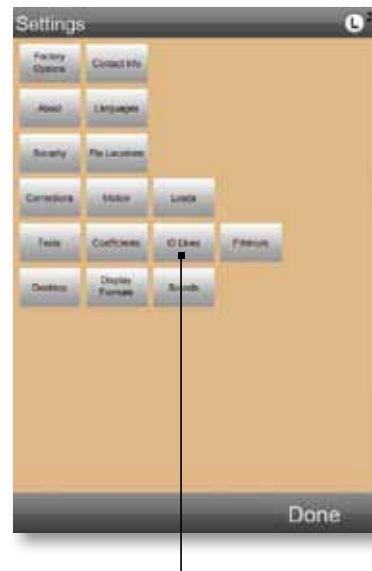 Settings
L
Factory
Options
Contact Info
About
Languages
Security
File Locations
Corrections
Motion
Loads
Tests
Coefficients
IO Lines
Desktop
Display
Formats
Sounds
Done